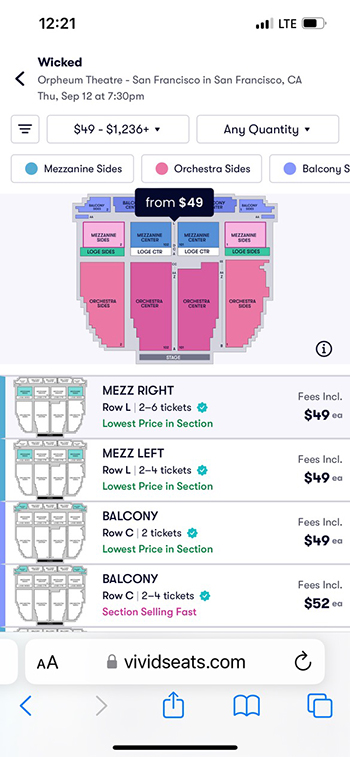 12:21
LTE
Wicked
Orpheum Theatre - San Francisco in San Francisco, CA
Thu, Sep 12 at 7:30pm
$49 - $1,236+
Any Quantity
Mezzanine Sides
Orchestra Sides
Balcony S
from $49
MEZZANINE SIDES
MEZZANINE CENTER
MEZZANINE CENTER
MEZZANINE SIDES
LOGE SIDES
LOGE CTR
LOGE CTR
LOGE SIDES
ORCHESTRA SIDES
ORCHESTRA CENTER
ORCHESTRA CENTER
ORCHESTRA SIDES
STAGE
MEZZ RIGHT
Fees Incl.
Row L | 2-6 tickets
$49 ea
Lowest Price in Section
MEZZ LEFT
Fees Incl.
Row L | 2-4 tickets
$49 ea
Lowest Price in Section
BALCONY
Fees Incl.
Row C | 2 tickets
$49 ea
Lowest Price in Section
BALCONY
Fees Incl.
Row C | 2-4 tickets
$52 ea
Section Selling Fast
AA
vividseats.com